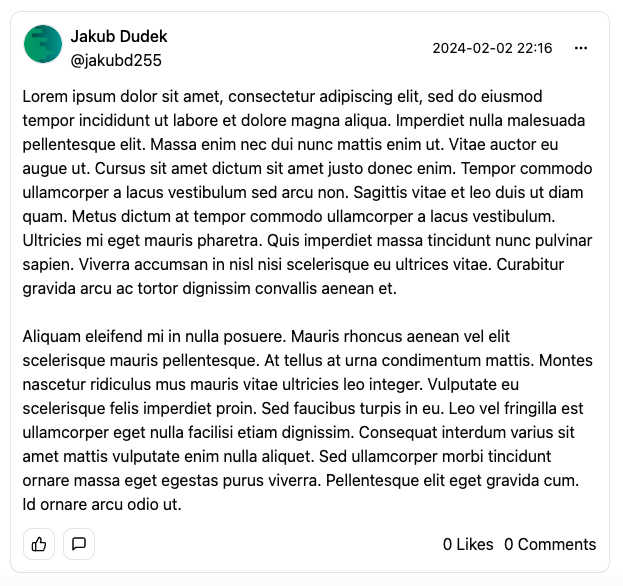 Jakub Dudek
@jakubd255
2024-02-02 22:16
Lorem ipsum dolor sit amet, consectetur adipiscing elit, sed do eiusmod
tempor incididunt ut labore et dolore magna aliqua. Imperdiet nulla malesuada
pellentesque elit. Massa enim nec dui nunc mattis enim ut. Vitae auctor eu
augue ut. Cursus sit amet dictum sit amet justo donec enim. Tempor commodo
ullamcorper a lacus vestibulum sed arcu non. Sagittis vitae et leo duis ut diam
quam. Metus dictum at tempor commodo ullamcorper a lacus vestibulum.
Ultricies mi eget mauris pharetra. Quis imperdiet massa tincidunt nunc pulvinar
sapien. Viverra accumsan in nisl nisi scelerisque eu ultrices vitae. Curabitur
gravida arcu ac tortor dignissim convallis aenean et.
Aliquam eleifend mi in nulla posuere. Mauris rhoncus aenean vel elit
scelerisque mauris pellentesque. At tellus at urna condimentum mattis. Montes
nascetur ridiculus mus mauris vitae ultricies leo integer. Vulputate eu
scelerisque felis imperdiet proin. Sed faucibus turpis in eu. Leo vel fringilla est
ullamcorper eget nulla facilisi etiam dignissim. Consequat interdum varius sit
amet mattis vulputate enim nulla aliquet. Sed ullamcorper morbi tincidunt
ornare massa eget egestas purus viverra. Pellentesque elit eget gravida cum.
Id ornare arcu odio ut.
0 Likes 0 Comments